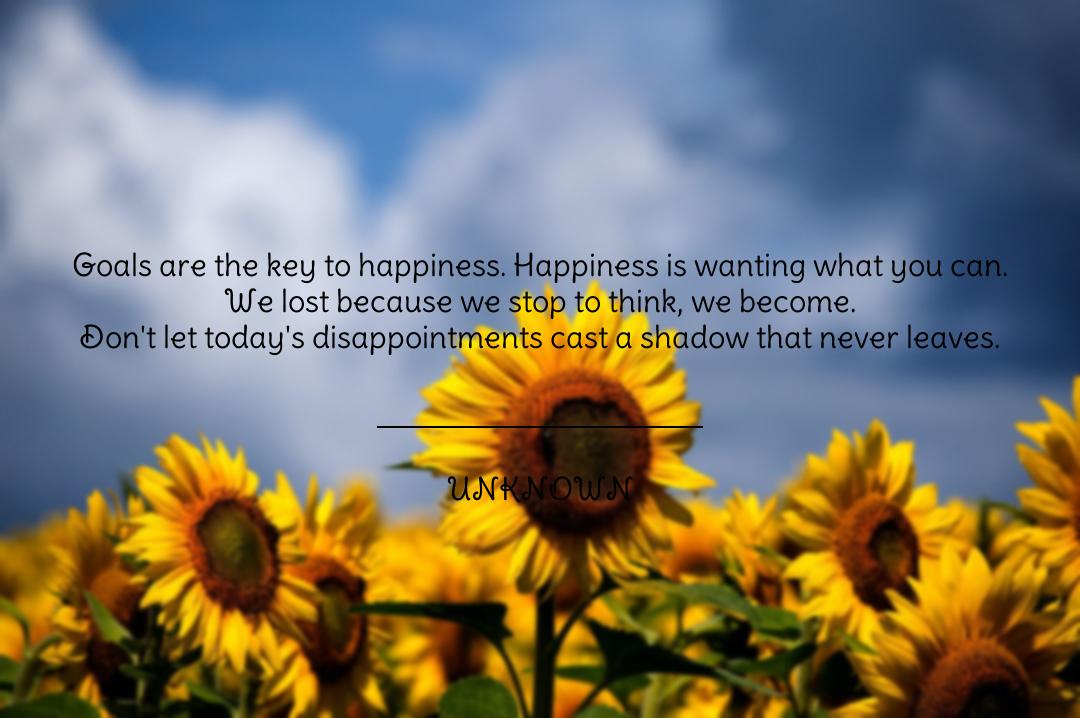 Goals are the key to happiness. Happiness is wanting what you can.
We lost because we stop to think, we become.
Don't let today's disappointments cast a shadow that never leaves.
UNKNOWN